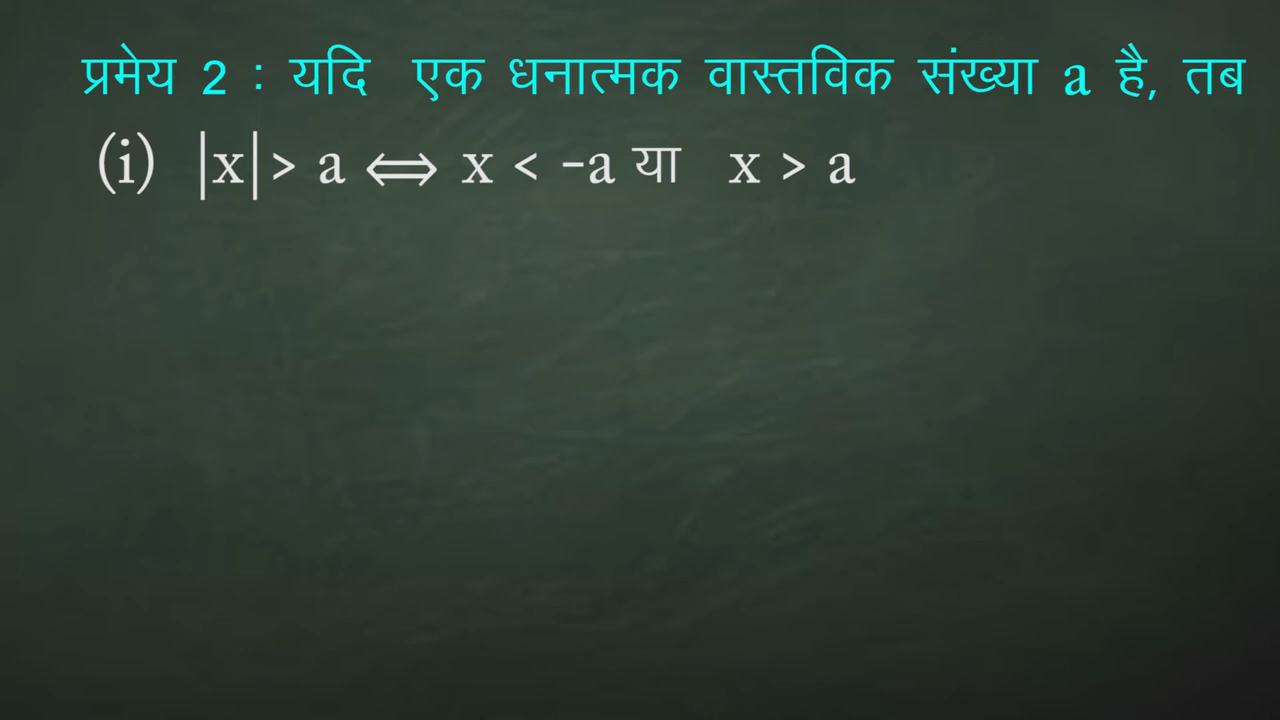 प्रमेय 2 : यदि एक धनात्मक वास्तविक संख्या a है, तब
(i) |x| > a ⟺ x < -a या x > a